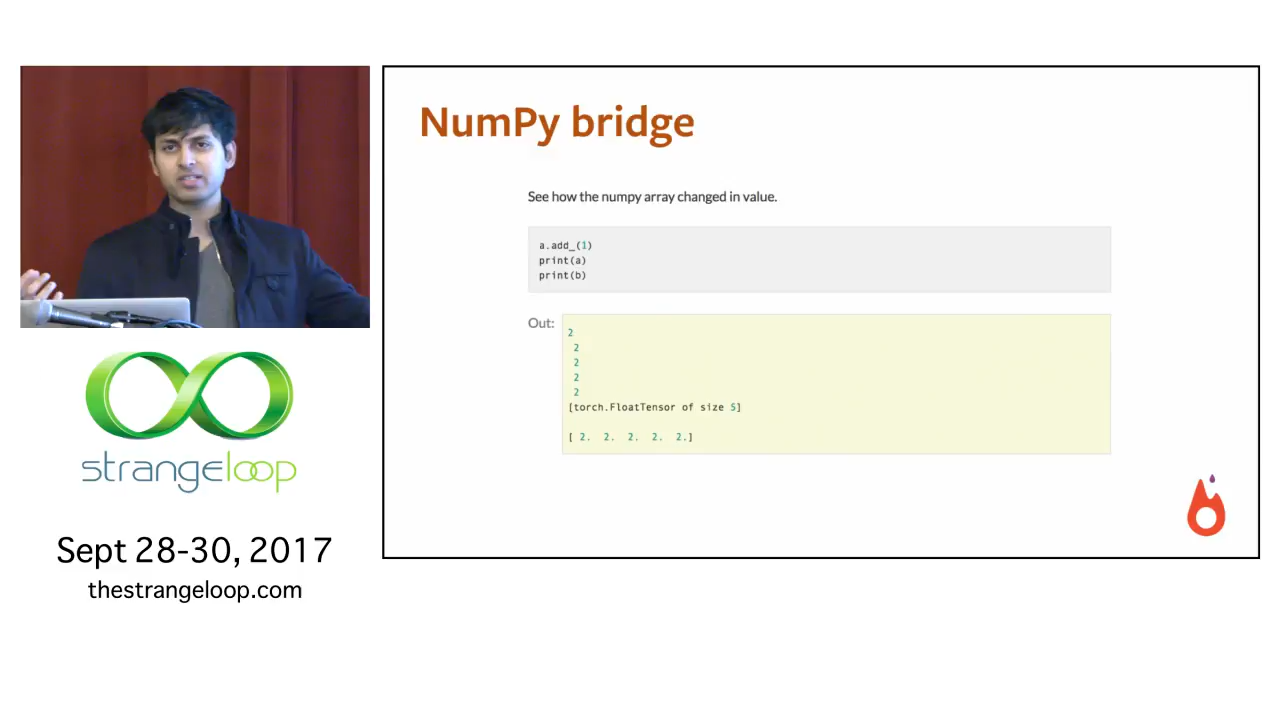 NumPy bridge
See how the numpy array changed in value.
a.add_(1)
print(a)
print(b)
Out:
2
2
2
2
2
[torch.FloatTensor of size 5]
[ 2. 2. 2. 2. 2.]
strangeloop
Sept 28-30, 2017
thestrangeloop.com